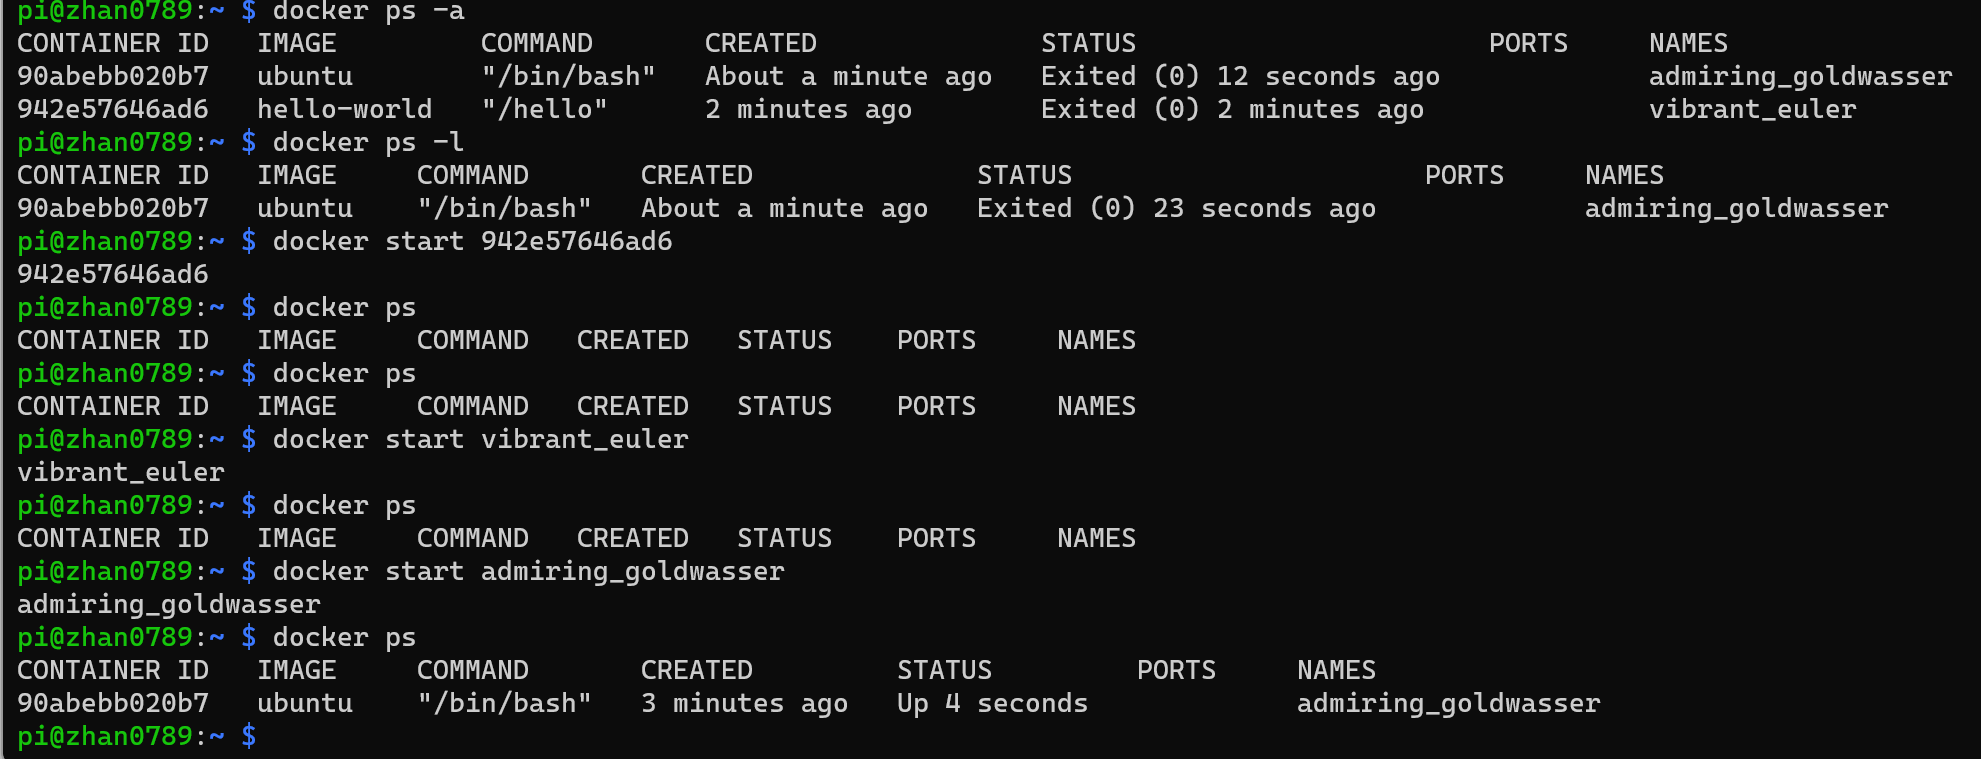 pi@zhan0789:~ $ docker ps -a
CONTAINER ID   IMAGE         COMMAND       CREATED              STATUS                      PORTS     NAMES
90abebb020b7   ubuntu        "/bin/bash"   About a minute ago   Exited (0) 12 seconds ago             admiring_goldwasser
942e57646ad6   hello-world   "/hello"      2 minutes ago        Exited (0) 2 minutes ago              vibrant_euler
pi@zhan0789:~ $ docker ps -l
CONTAINER ID   IMAGE     COMMAND       CREATED              STATUS                      PORTS     NAMES
90abebb020b7   ubuntu    "/bin/bash"   About a minute ago   Exited (0) 23 seconds ago             admiring_goldwasser
pi@zhan0789:~ $ docker start 942e57646ad6
942e57646ad6
pi@zhan0789:~ $ docker ps
CONTAINER ID   IMAGE     COMMAND   CREATED   STATUS    PORTS     NAMES
pi@zhan0789:~ $ docker ps
CONTAINER ID   IMAGE     COMMAND   CREATED   STATUS    PORTS     NAMES
pi@zhan0789:~ $ docker start vibrant_euler
vibrant_euler
pi@zhan0789:~ $ docker ps
CONTAINER ID   IMAGE     COMMAND   CREATED   STATUS    PORTS     NAMES
pi@zhan0789:~ $ docker start admiring_goldwasser
admiring_goldwasser
pi@zhan0789:~ $ docker ps
CONTAINER ID   IMAGE     COMMAND       CREATED         STATUS         PORTS     NAMES
90abebb020b7   ubuntu    "/bin/bash"   3 minutes ago   Up 4 seconds             admiring_goldwasser
pi@zhan0789:~ $